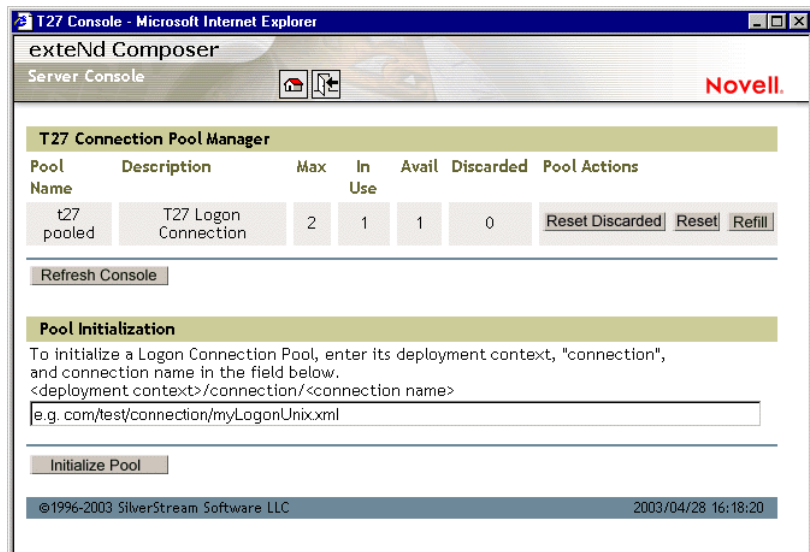 T27 Console - Microsoft Internet Explorer
exteNd Composer
Server Console
Novell.
T27 Connection Pool Manager
Pool Name Description Max In Use Avail Discarded Pool Actions
t27 pooled T27 Logon Connection 2 1 1 0 Reset Discarded Reset Refill
Refresh Console
Pool Initialization
To initialize a Logon Connection Pool, enter its deployment context, "connection",
and connection name in the field below.
<deployment context>/connection/<connection name>
e.g. com/test/connection/myLogonUnix.xml
Initialize Pool
©1996-2003 SilverStream Software LLC 2003/04/28 16:18:20